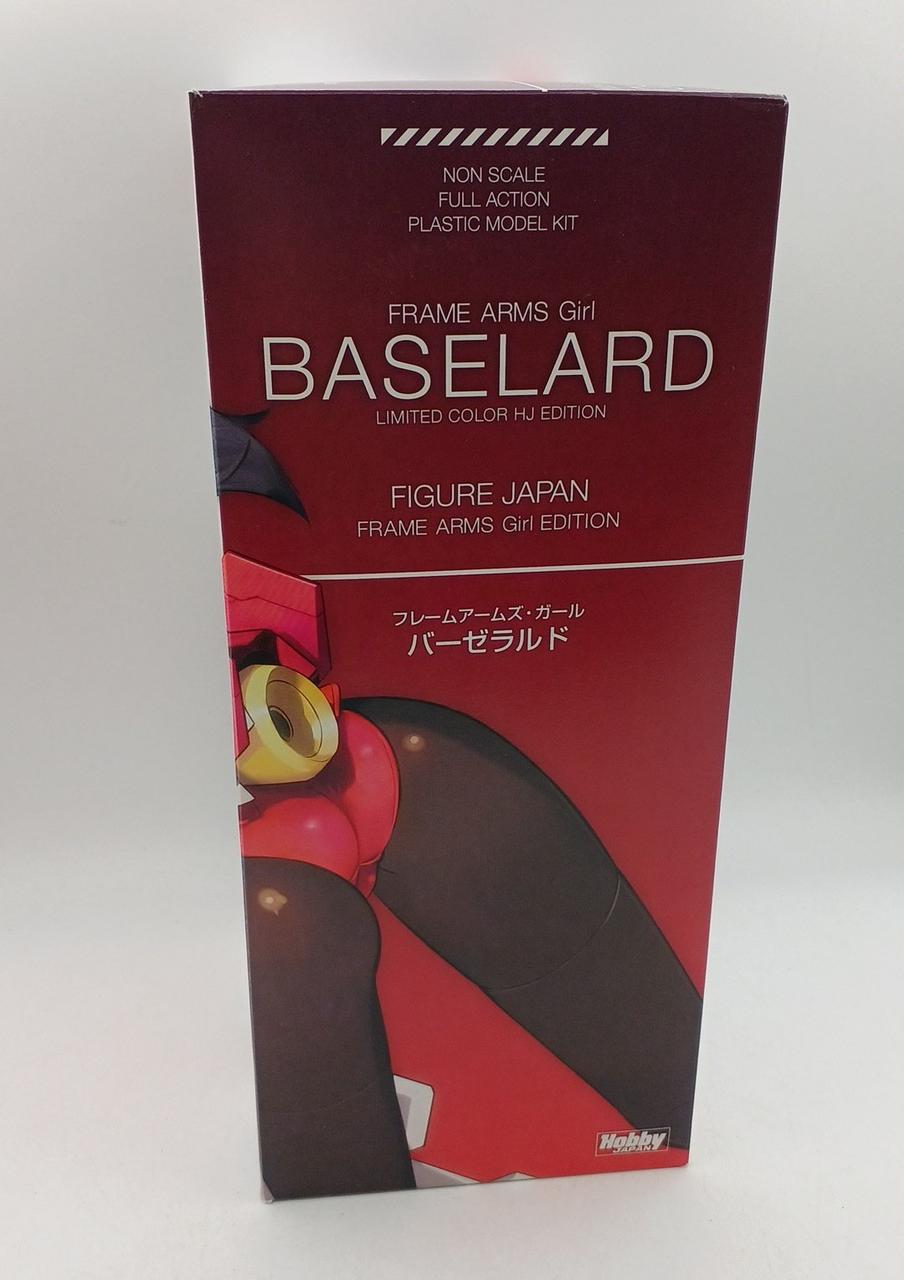 NON SCALE
FULL ACTION
PLASTIC MODEL KIT
FRAME ARMS Girl
BASELARD
LIMITED COLOR HJ EDITION
FIGURE JAPAN
FRAME ARMS Girl EDITION
フレームアームズ・ガール
バーゼラルド
Hobby
JAPAN